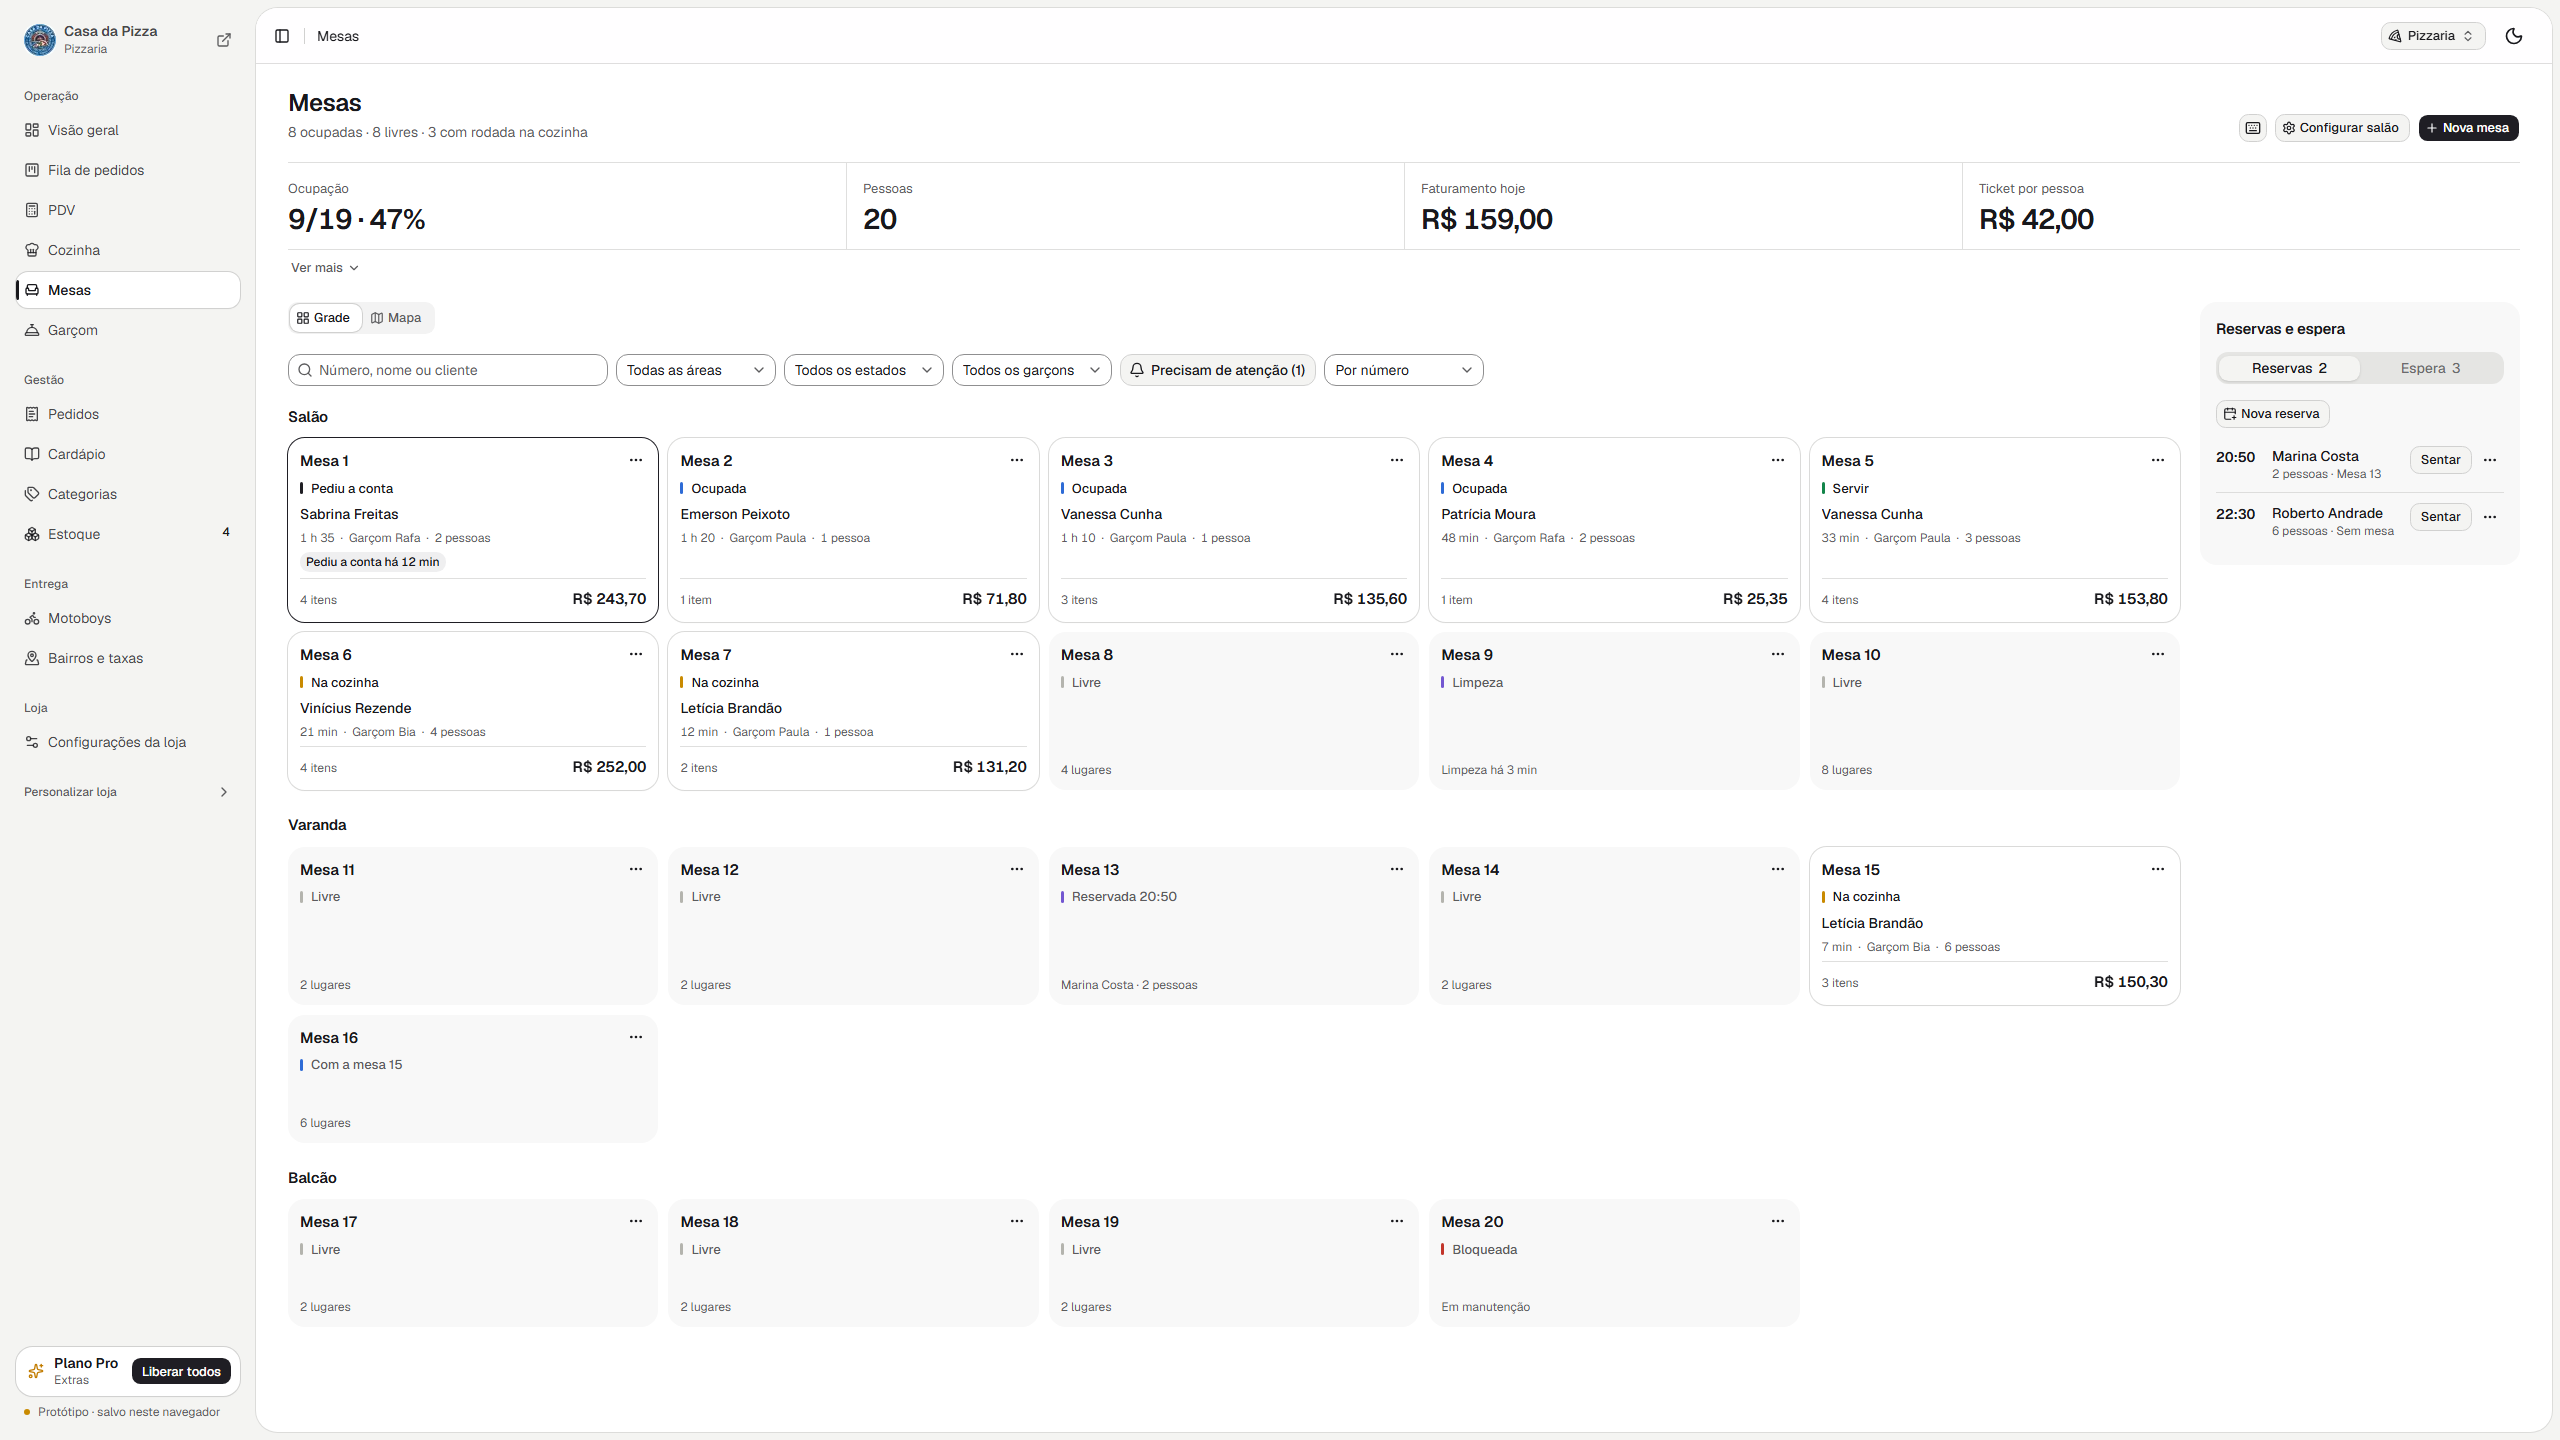 Casa da Pizza
Pizzaria
Operação
Visão geral
Fila de pedidos
PDV
Cozinha
Mesas
Garçom
Gestão
Pedidos
Cardápio
Categorias
Estoque 4
Entrega
Motoboys
Bairros e taxas
Loja
Configurações da loja
Personalizar loja
Plano Pro
Extras
Liberar todos
Protótipo · salvo neste navegador
Mesas
Pizzaria
Mesas
8 ocupadas · 8 livres · 3 com rodada na cozinha
Configurar salão
Nova mesa
Ocupação
9/19 · 47%
Pessoas
20
Faturamento hoje
R$ 159,00
Ticket por pessoa
R$ 42,00
Ver mais
Grade
Mapa
Número, nome ou cliente
Todas as áreas
Todos os estados
Todos os garçons
Precisam de atenção (1)
Por número
Salão
Mesa 1
Pediu a conta
Sabrina Freitas
1 h 35 · Garçom Rafa · 2 pessoas
Pediu a conta há 12 min
4 itens R$ 243,70
Mesa 2
Ocupada
Emerson Peixoto
1 h 20 · Garçom Paula · 1 pessoa
1 item R$ 71,80
Mesa 3
Ocupada
Vanessa Cunha
1 h 10 · Garçom Paula · 1 pessoa
3 itens R$ 135,60
Mesa 4
Ocupada
Patrícia Moura
48 min · Garçom Rafa · 2 pessoas
1 item R$ 25,35
Mesa 5
Servir
Vanessa Cunha
33 min · Garçom Paula · 3 pessoas
4 itens R$ 153,80
Mesa 6
Na cozinha
Vinícius Rezende
21 min · Garçom Bia · 4 pessoas
4 itens R$ 252,00
Mesa 7
Na cozinha
Letícia Brandão
12 min · Garçom Paula · 1 pessoa
2 itens R$ 131,20
Mesa 8
Livre
4 lugares
Mesa 9
Limpeza
Limpeza há 3 min
Mesa 10
Livre
8 lugares
Varanda
Mesa 11
Livre
2 lugares
Mesa 12
Livre
2 lugares
Mesa 13
Reservada 20:50
Marina Costa · 2 pessoas
Mesa 14
Livre
2 lugares
Mesa 15
Na cozinha
Letícia Brandão
7 min · Garçom Bia · 6 pessoas
3 itens R$ 150,30
Mesa 16
Com a mesa 15
6 lugares
Balcão
Mesa 17
Livre
2 lugares
Mesa 18
Livre
2 lugares
Mesa 19
Livre
2 lugares
Mesa 20
Bloqueada
Em manutenção
Reservas e espera
Reservas 2
Espera 3
Nova reserva
20:50 Marina Costa
2 pessoas · Mesa 13
Sentar
22:30 Roberto Andrade
6 pessoas · Sem mesa
Sentar